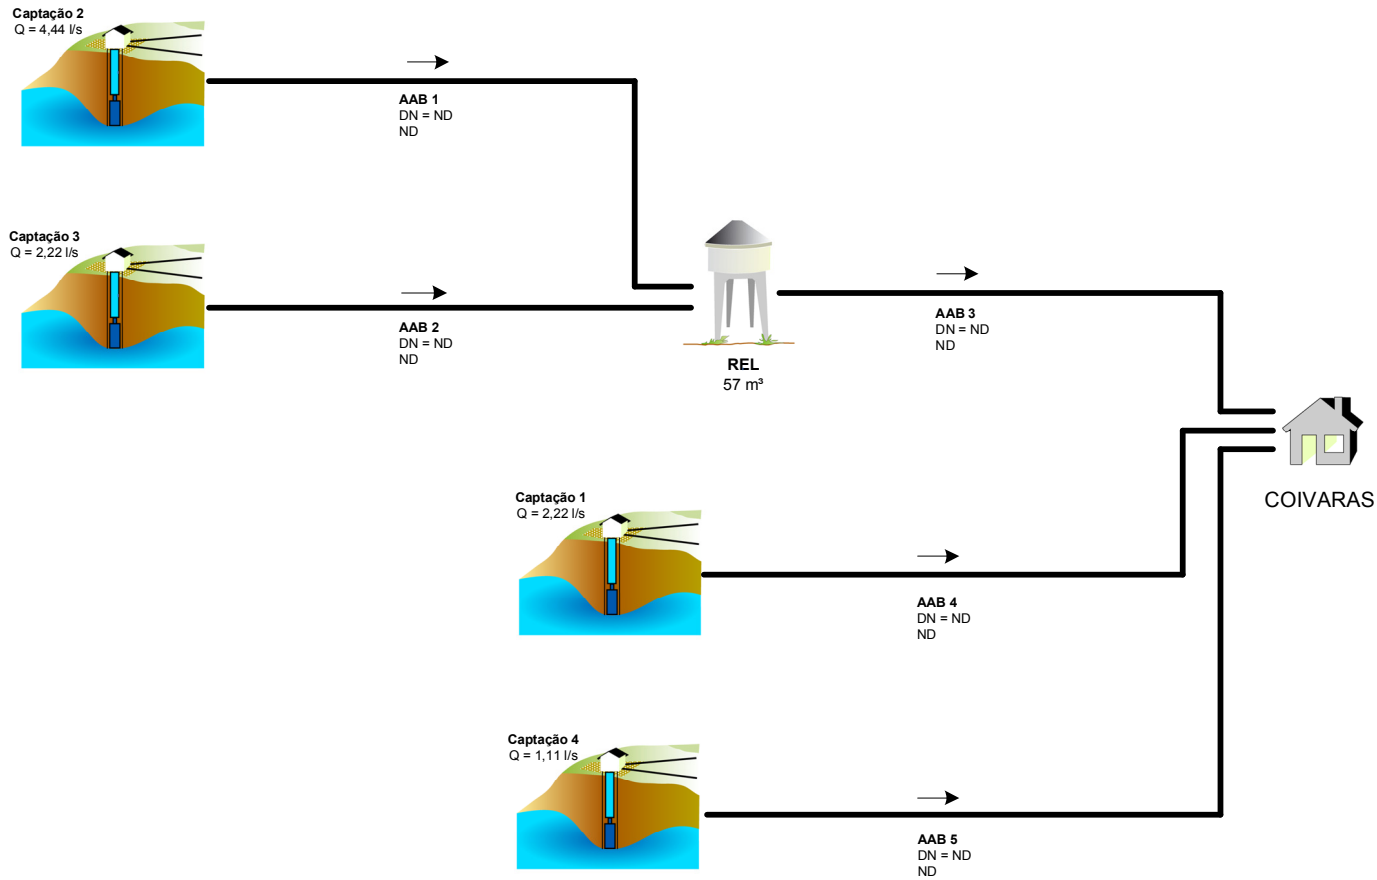 Captação 2
Q = 4,44 l/s
AAB 1
DN = ND
ND
Captação 3
Q = 2,22 l/s
AAB 2
DN = ND
ND
REL
57 m³
AAB 3
DN = ND
ND
COIVARAS
Captação 1
Q = 2,22 l/s
AAB 4
DN = ND
ND
Captação 4
Q = 1,11 l/s
AAB 5
DN = ND
ND